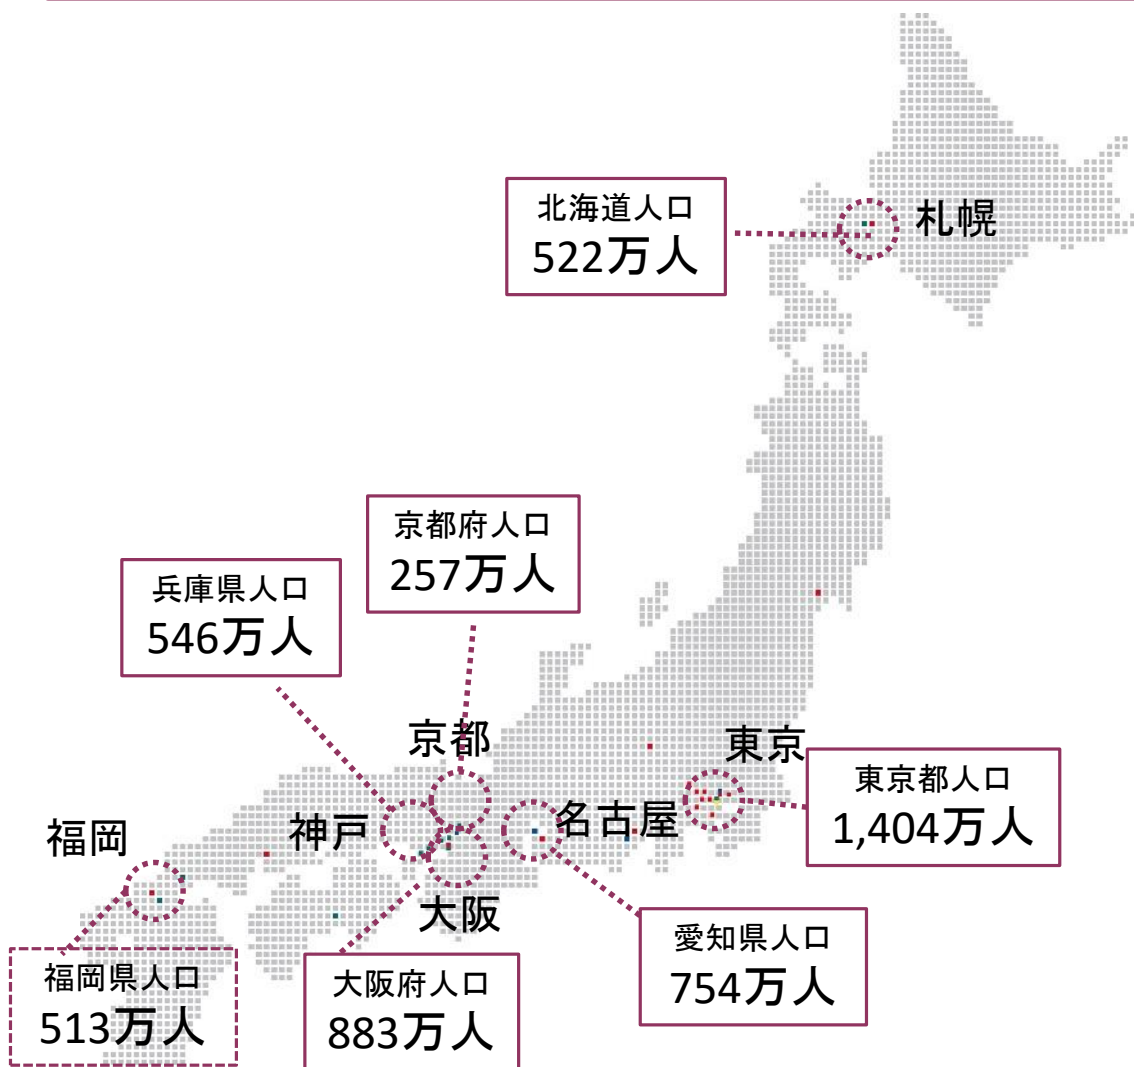 北海道人口
522万人
札幌
京都府人口
257万人
兵庫県人口
546万人
京都
東京
東京都人口
1,404万人
神戸
名古屋
福岡
大阪
愛知県人口
754万人
福岡県人口
513万人
大阪府人口
883万人